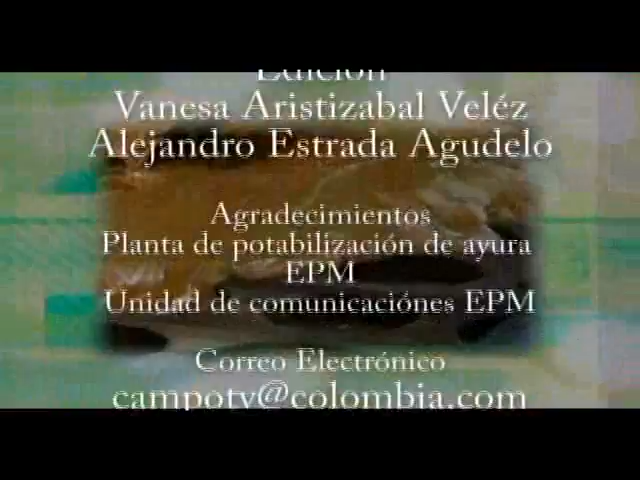 Edición
Vanesa Aristizabal Veléz
Alejandro Estrada Agudelo
Agradecimientos
Planta de potabilización de ayura
EPM
Unidad de comunicaciónes EPM
Correo Electrónico
campotv@colombia.com